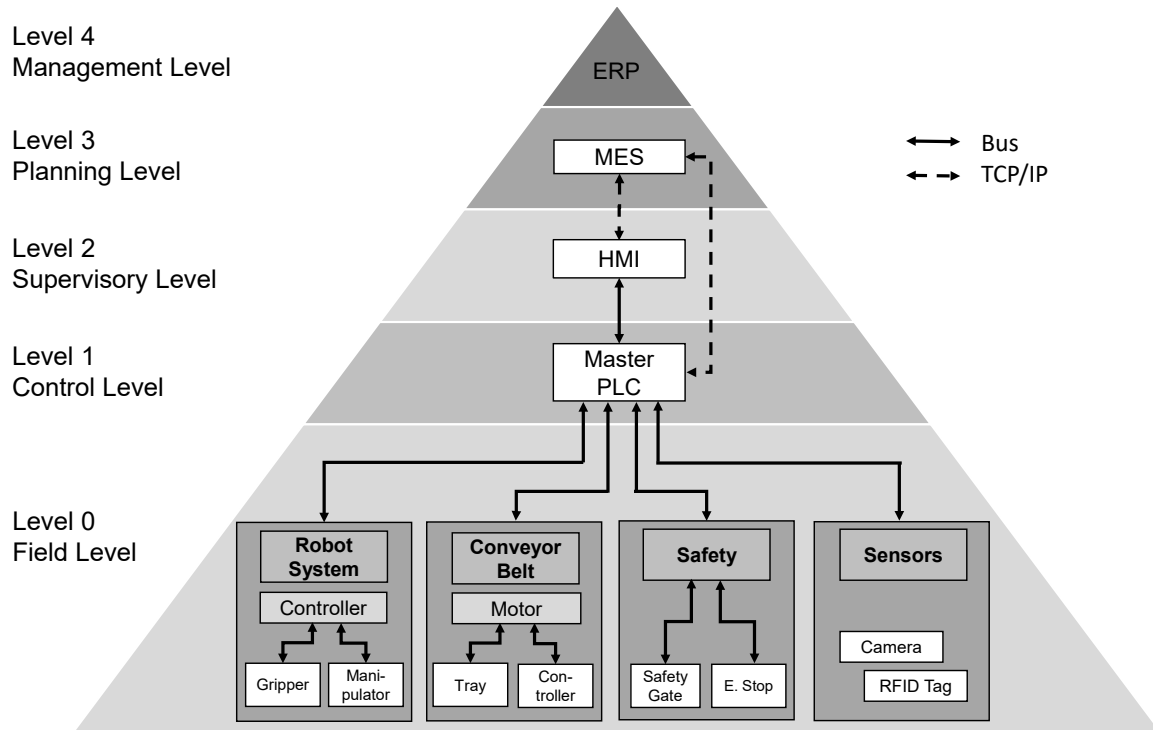 Level 4
Management Level
ERP
Level 3
Planning Level
MES
Bus
TCP/IP
Level 2
Supervisory Level
HMI
Level 1
Control Level
Master
PLC
Level 0
Field Level
Robot
System
Controller
Gripper
Mani-
pulator
Conveyor
Belt
Motor
Tray
Con-
troller
Safety
Safety
Gate
E. Stop
Sensors
Camera
RFID Tag